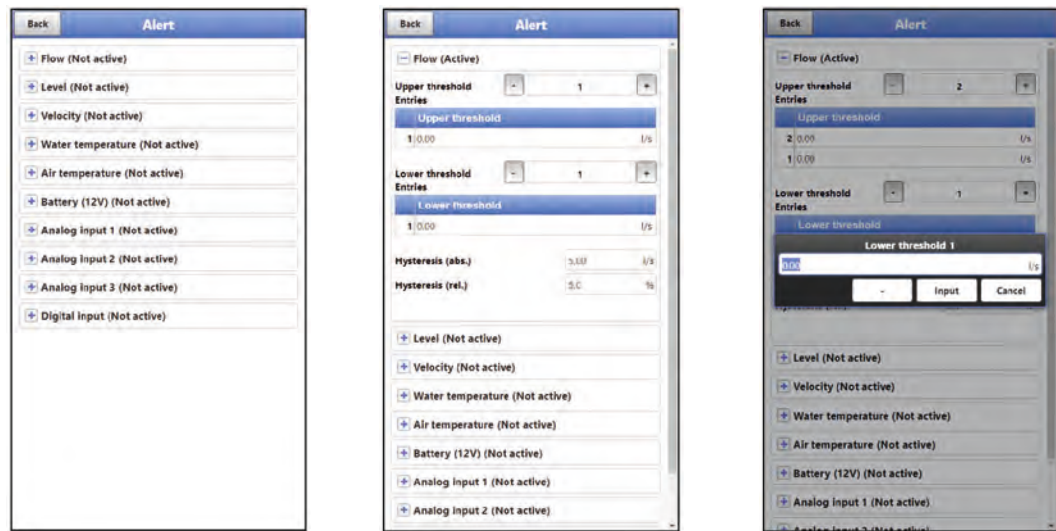 Back Alert
+ Flow (Not active)
+ Level (Not active)
+ Velocity (Not active)
+ Water temperature (Not active)
+ Air temperature (Not active)
+ Battery (12V) (Not active)
+ Analog input 1 (Not active)
+ Analog input 2 (Not active)
+ Analog input 3 (Not active)
+ Digital input (Not active)
Back Alert
- Flow (Active)
Upper threshold - 1 +
Entries
Upper threshold
1 0.00 l/s
Lower threshold - 1 +
Entries
Lower threshold
1 0.00 l/s
Hysteresis (abs.) 5.00 l/s
Hysteresis (rel.) 5.0 %
+ Level (Not active)
+ Velocity (Not active)
+ Water temperature (Not active)
+ Air temperature (Not active)
+ Battery (12V) (Not active)
+ Analog input 1 (Not active)
+ Analog input 2 (Not active)
Back Alert
- Flow (Active)
Upper threshold - 2 +
Entries
Upper threshold
2 0.00 l/s
1 0.00 l/s
Lower threshold - 1 +
Entries
Lower threshold
Lower threshold 1
0.00 l/s
- Input Cancel
+ Level (Not active)
+ Velocity (Not active)
+ Water temperature (Not active)
+ Air temperature (Not active)
+ Battery (12V) (Not active)
+ Analog input 1 (Not active)
+ Analog input 2 (Not active)